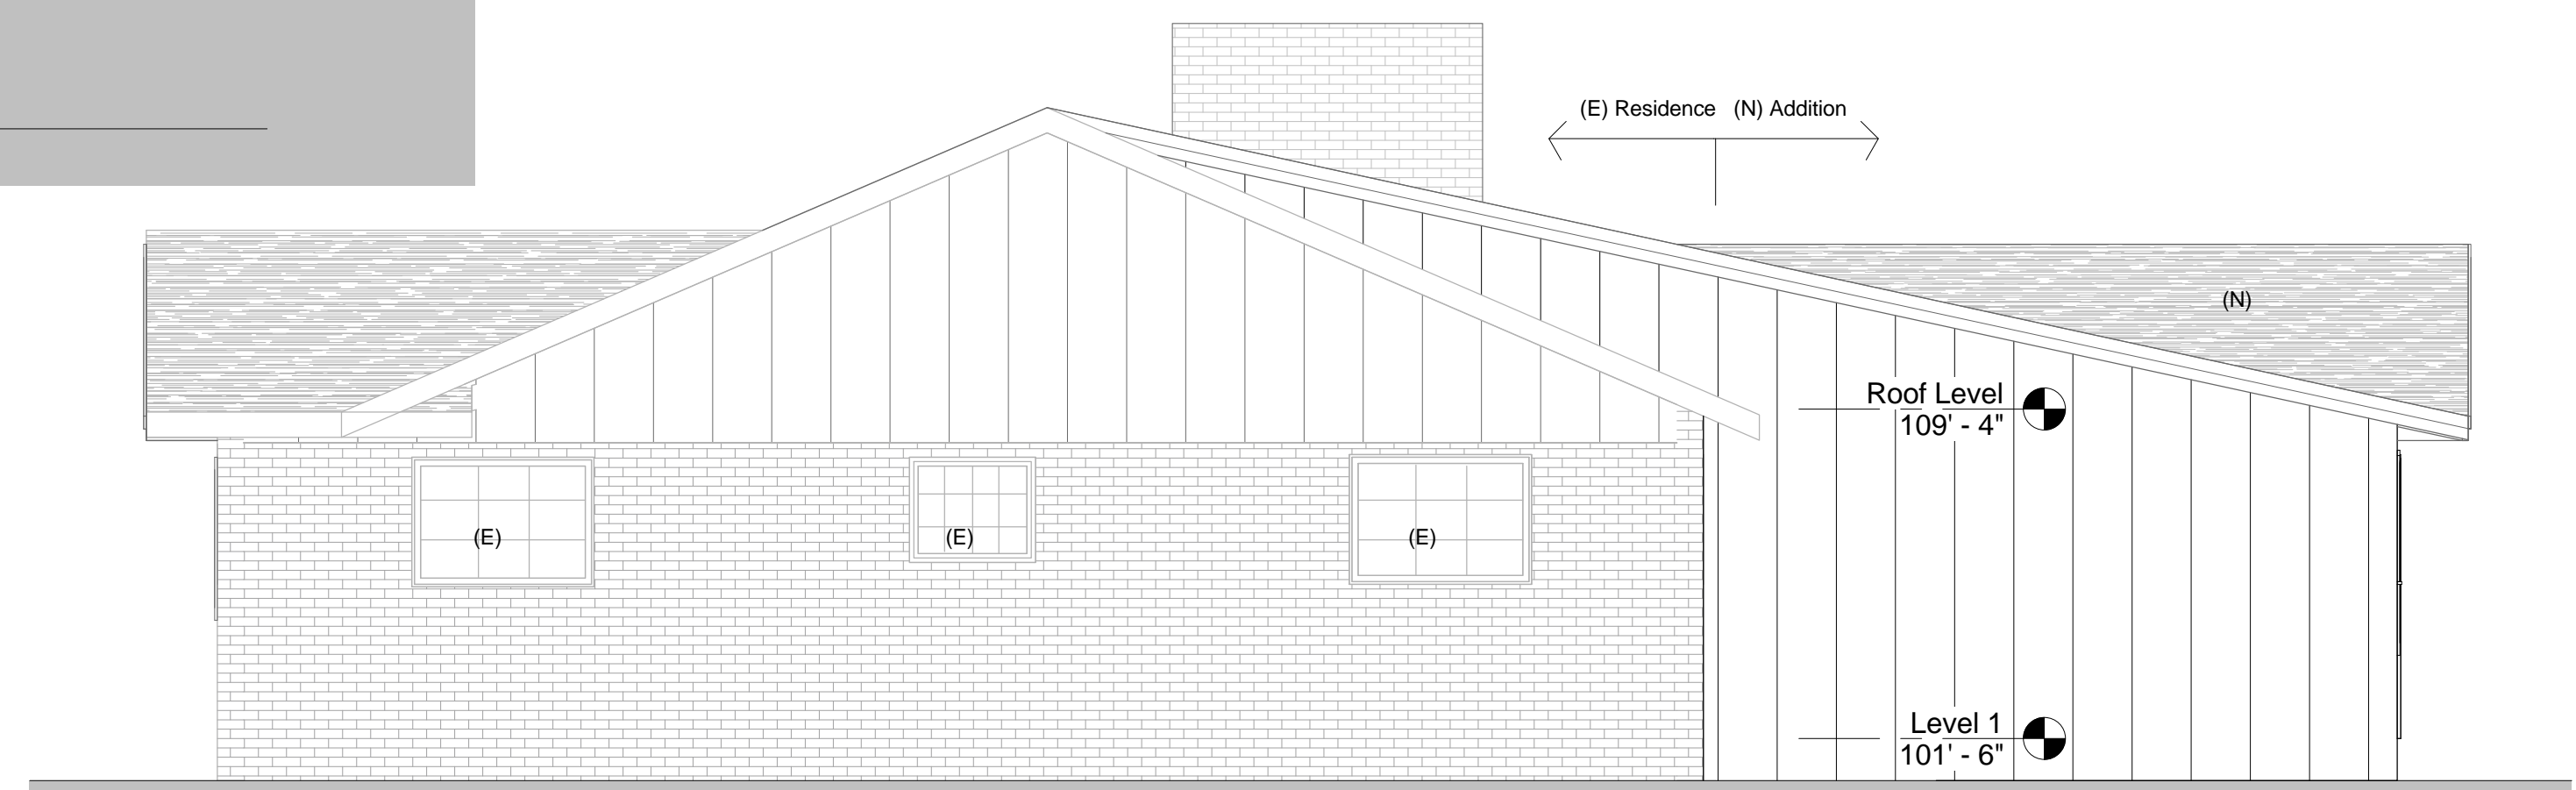 (E) Residence (N) Addition
(N)
Roof Level
109' - 4"
(E)
(E)
(E)
Level 1
101' - 6"